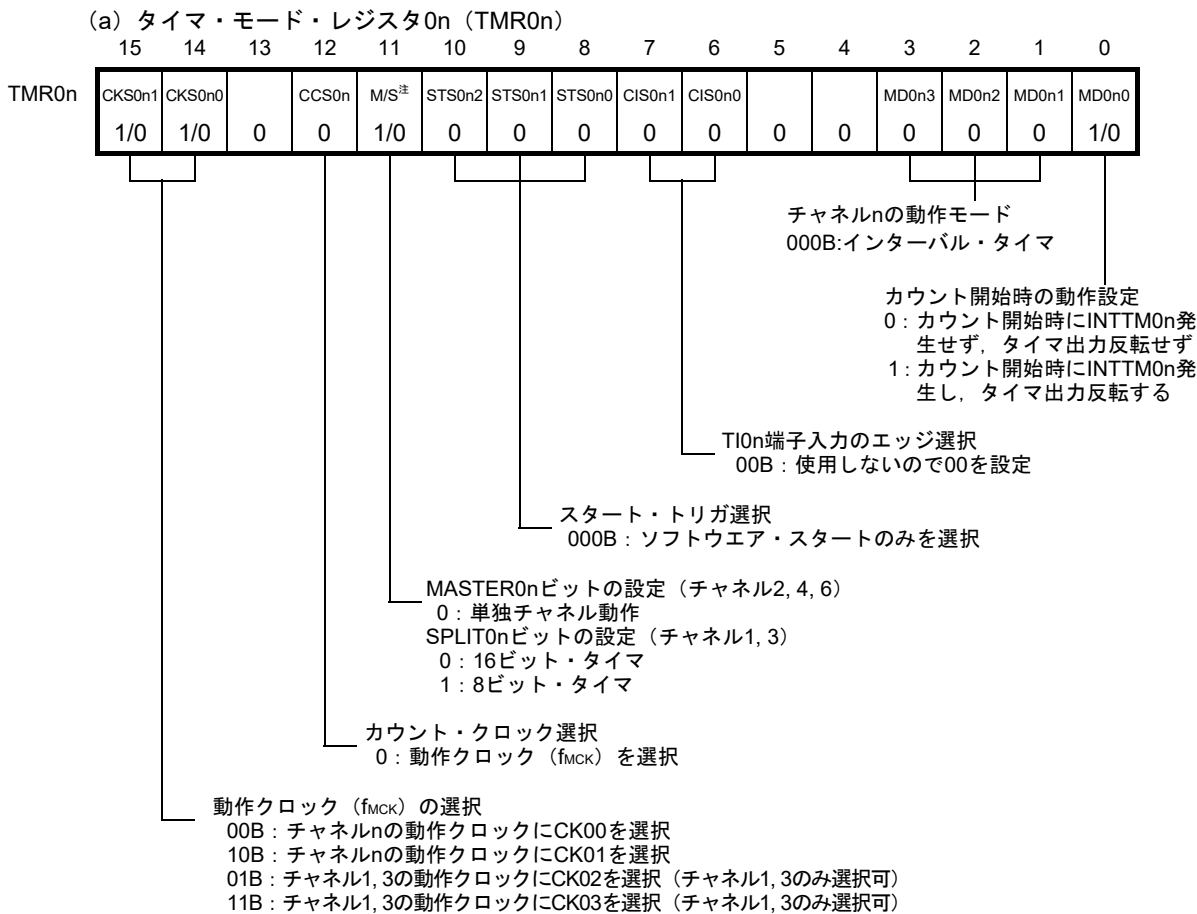 （a）タイマ・モード・レジスタ0n（TMR0n）
15 14 13 12 11 10 9 8 7 6 5 4 3 2 1 0
TMR0n CKS0n1 CKS0n0 CCS0n M/S注 STS0n2 STS0n1 STS0n0 CIS0n1 CIS0n0 MD0n3 MD0n2 MD0n1 MD0n0
1/0 1/0 0 0 1/0 0 0 0 0 0 0 0 0 0 0 1/0
チャネルnの動作モード
000B:インターバル・タイマ
カウント開始時の動作設定
0：カウント開始時にINTTM0n発
生せず，タイマ出力反転せず
1：カウント開始時にINTTM0n発
生し，タイマ出力反転する
TI0n端子入力のエッジ選択
00B：使用しないので00を設定
スタート・トリガ選択
000B：ソフトウエア・スタートのみを選択
MASTER0nビットの設定（チャネル2, 4, 6）
0：単独チャネル動作
SPLIT0nビットの設定（チャネル1, 3）
0：16ビット・タイマ
1：8ビット・タイマ
カウント・クロック選択
0：動作クロック（fMCK）を選択
動作クロック（fMCK）の選択
00B：チャネルnの動作クロックにCK00を選択
10B：チャネルnの動作クロックにCK01を選択
01B：チャネル1, 3の動作クロックにCK02を選択（チャネル1, 3のみ選択可）
11B：チャネル1, 3の動作クロックにCK03を選択（チャネル1, 3のみ選択可）